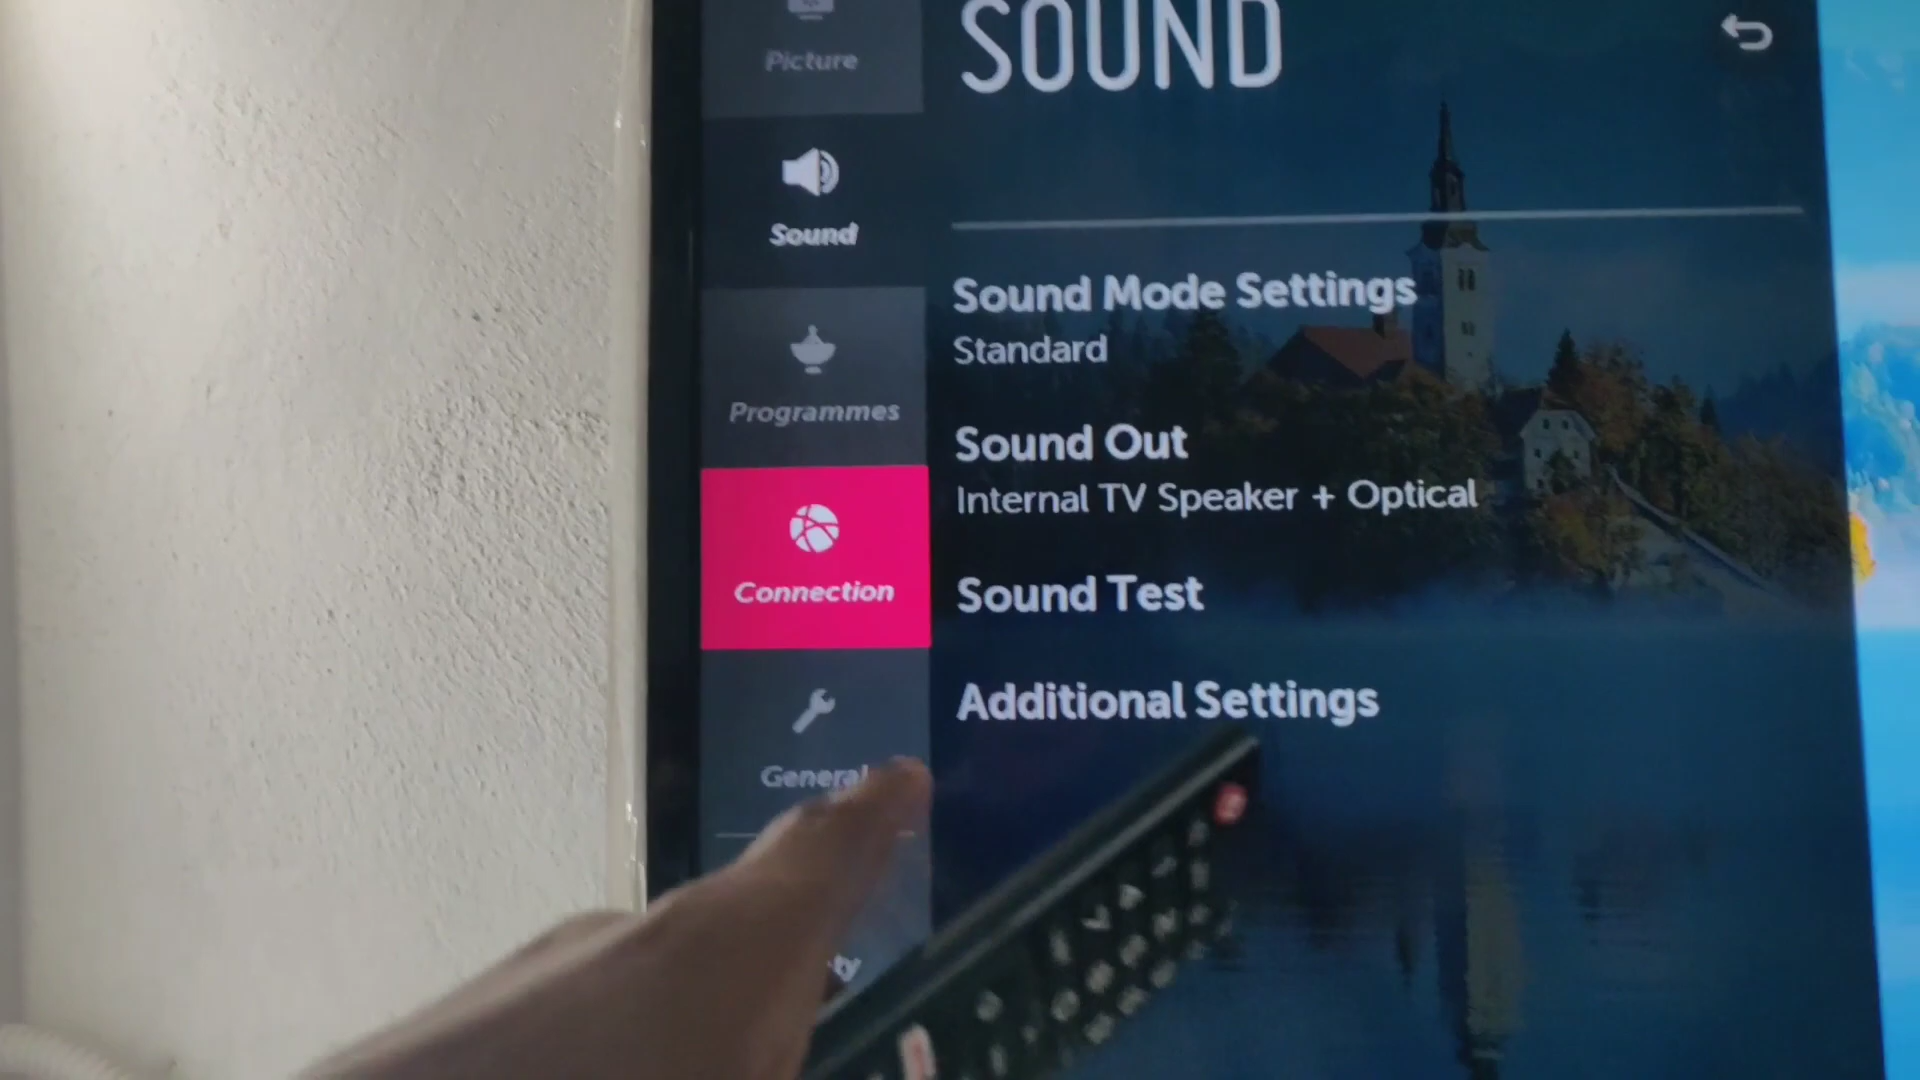 SOUND
Picture
Sound
Programmes
Connection
General
ty
Sound Mode Settings
Standard
Sound Out
Internal TV Speaker + Optical
Sound Test
Additional Settings